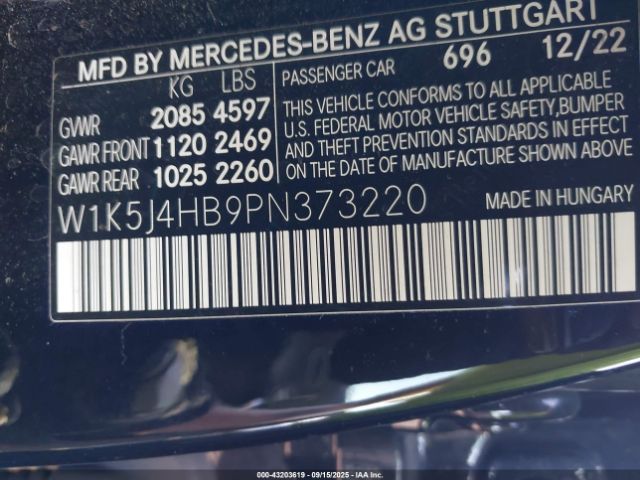 MFD BY MERCEDES-BENZ AG STUTTGART
KG LBS
GVWR 2085 4597
GAWR FRONT 1120 2469
GAWR REAR 1025 2260
PASSENGER CAR 696 12/22
THIS VEHICLE CONFORMS TO ALL APPLICABLE
U.S. FEDERAL MOTOR VEHICLE SAFETY, BUMPER
AND THEFT PREVENTION STANDARDS IN EFFECT
ON THE DATE OF MANUFACTURE SHOWN ABOVE
W1K5J4HB9PN373220 MADE IN HUNGARY
000-43203619 - 09/15/2025 - IAA, Inc.